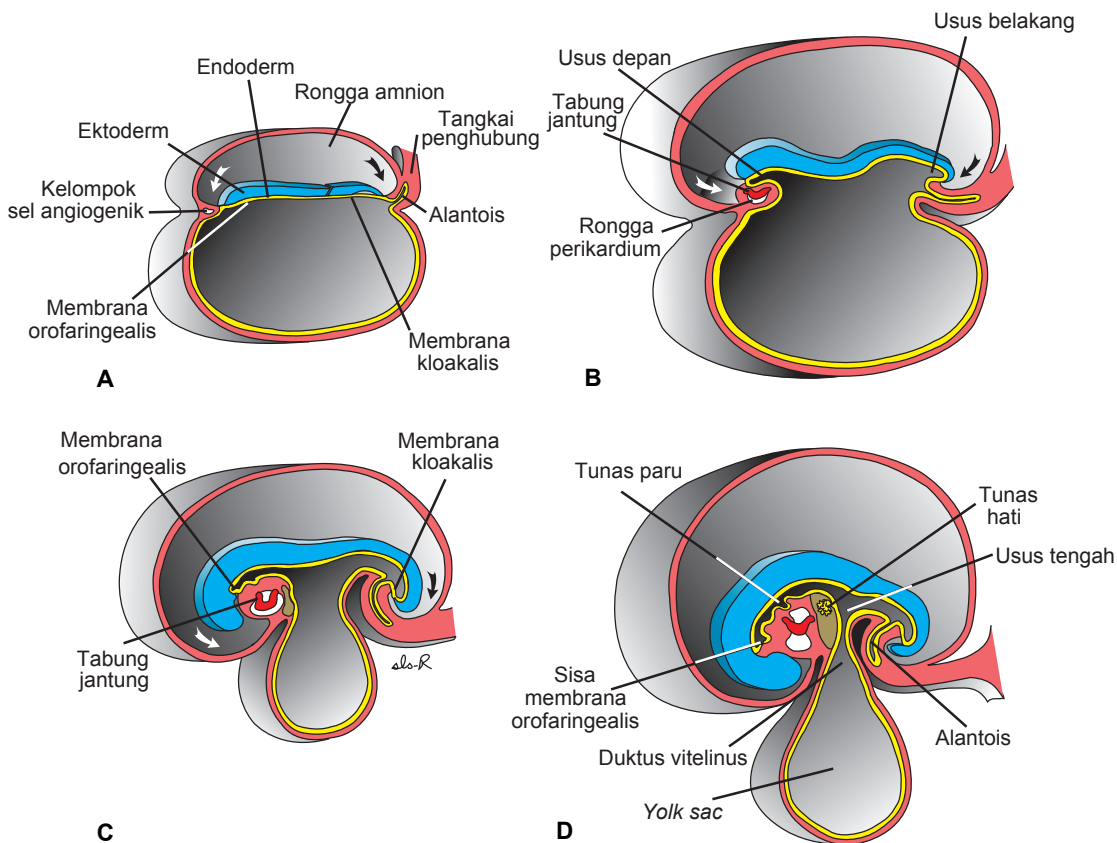 Endoderm
Rongga amnion
Ektoderm
Tangkai
penghubung
Kelompok
sel angiogenik
Alantois
Membrana
orofaringealis
Membrana
kloakalis
A
Usus belakang
Usus depan
Tabung
jantung
Rongga
perikardium
B
Membrana
orofaringealis
Membrana
kloakalis
Tabung
jantung
sls-R
C
Tunas paru
Tunas
hati
Usus tengah
Sisa
membrana
orofaringealis
Duktus vitelinus
Alantois
Yolk sac
D